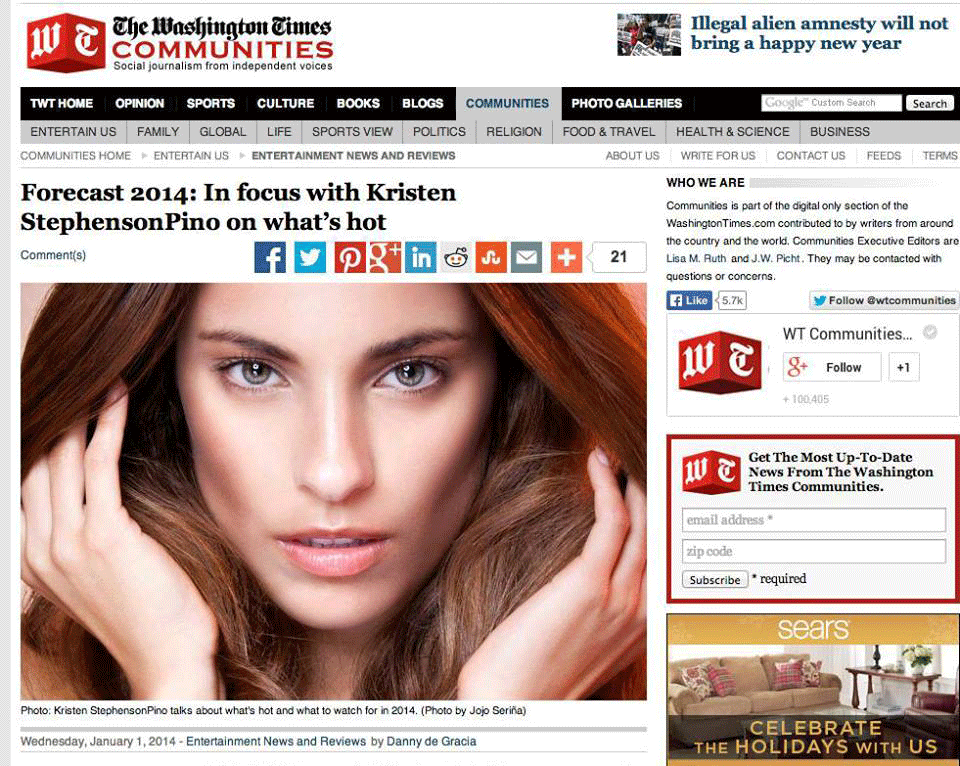 The Washington Times
COMMUNITIES
Social journalism from independent voices
Illegal alien amnesty will not
bring a happy new year
TWT HOME OPINION SPORTS CULTURE BOOKS BLOGS COMMUNITIES PHOTO GALLERIES Google™ Custom Search Search
ENTERTAIN US FAMILY GLOBAL LIFE SPORTS VIEW POLITICS RELIGION FOOD & TRAVEL HEALTH & SCIENCE BUSINESS
COMMUNITIES HOME ENTERTAIN US ENTERTAINMENT NEWS AND REVIEWS ABOUT US WRITE FOR US CONTACT US FEEDS TERMS
Forecast 2014: In focus with Kristen
StephensonPino on what's hot
Comment(s)
21
Photo: Kristen StephensonPino talks about what's hot and what to watch for in 2014. (Photo by Jojo Seriña)
Wednesday, January 1, 2014 - Entertainment News and Reviews by Danny de Gracia
WHO WE ARE
Communities is part of the digital only section of the
WashingtonTimes.com contributed to by writers from around
the country and the world. Communities Executive Editors are
Lisa M. Ruth and J.W. Picht. They may be contacted with
questions or concerns.
Like 5.7k Follow @wtcommunities
W T
WT Communities...
g+ Follow +1
+ 100,405
W T
Get The Most Up-To-Date
News From The Washington
Times Communities.
email address *
zip code
Subscribe * required
sears
CELEBRATE
THE HOLIDAYS WITH US